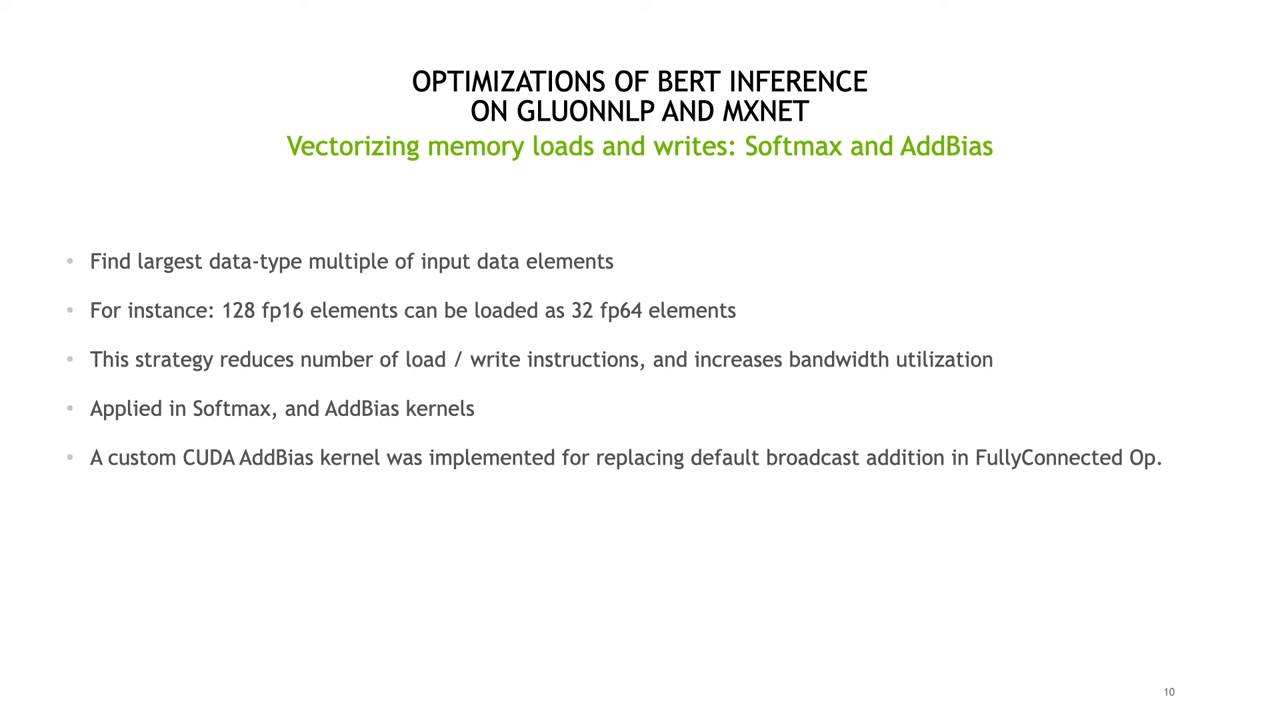 OPTIMIZATIONS OF BERT INFERENCE
ON GLUONNLP AND MXNET
Vectorizing memory loads and writes: Softmax and AddBias
• Find largest data-type multiple of input data elements
• For instance: 128 fp16 elements can be loaded as 32 fp64 elements
• This strategy reduces number of load / write instructions, and increases bandwidth utilization
• Applied in Softmax, and AddBias kernels
• A custom CUDA AddBias kernel was implemented for replacing default broadcast addition in FullyConnected Op.
10